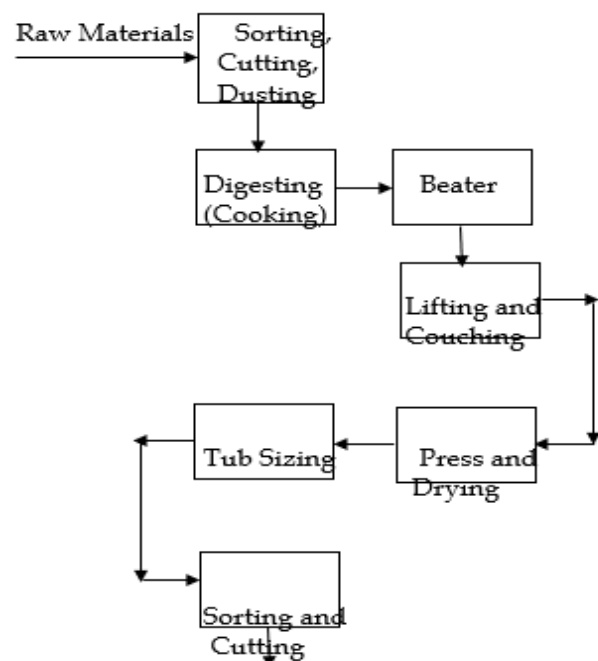 Raw Materials
Sorting,
Cutting,
Dusting
Digesting
(Cooking)
Beater
Lifting and
Couching
Press and
Drying
Tub Sizing
Sorting and
Cutting